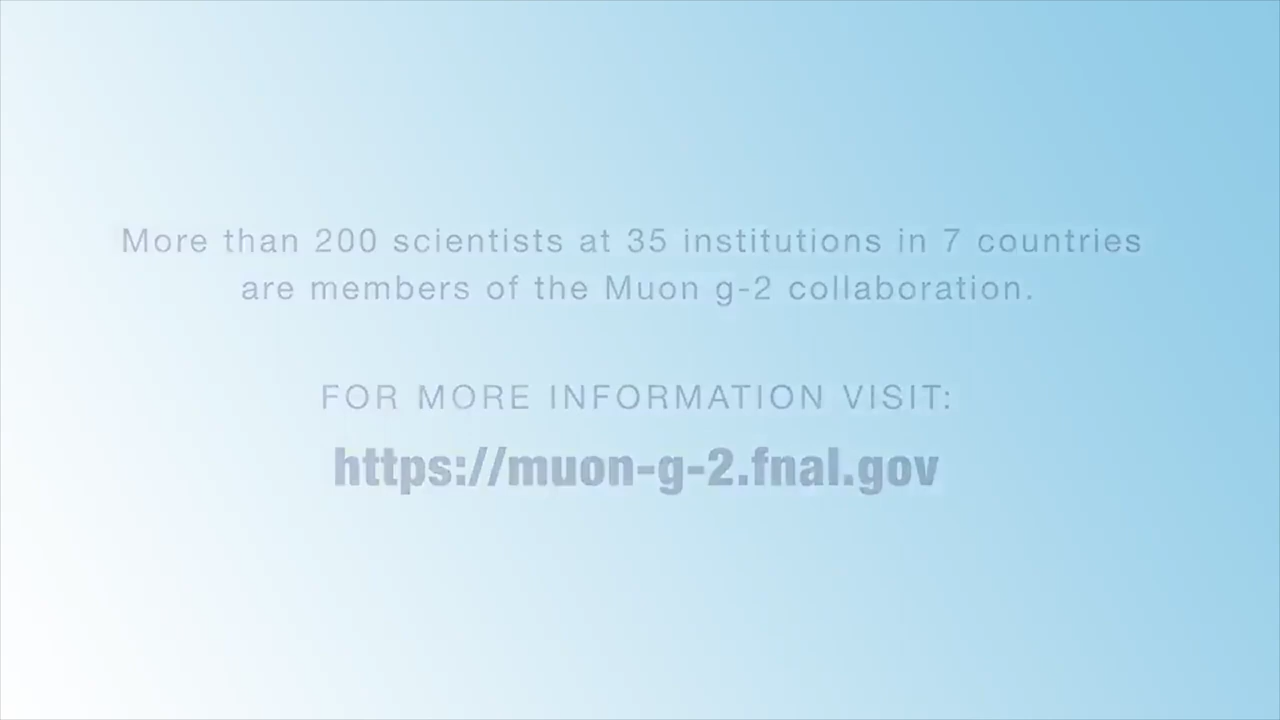 More than 200 scientists at 35 institutions in 7 countries
are members of the Muon g-2 collaboration.
FOR MORE INFORMATION VISIT:
https://muon-g-2.fnal.gov